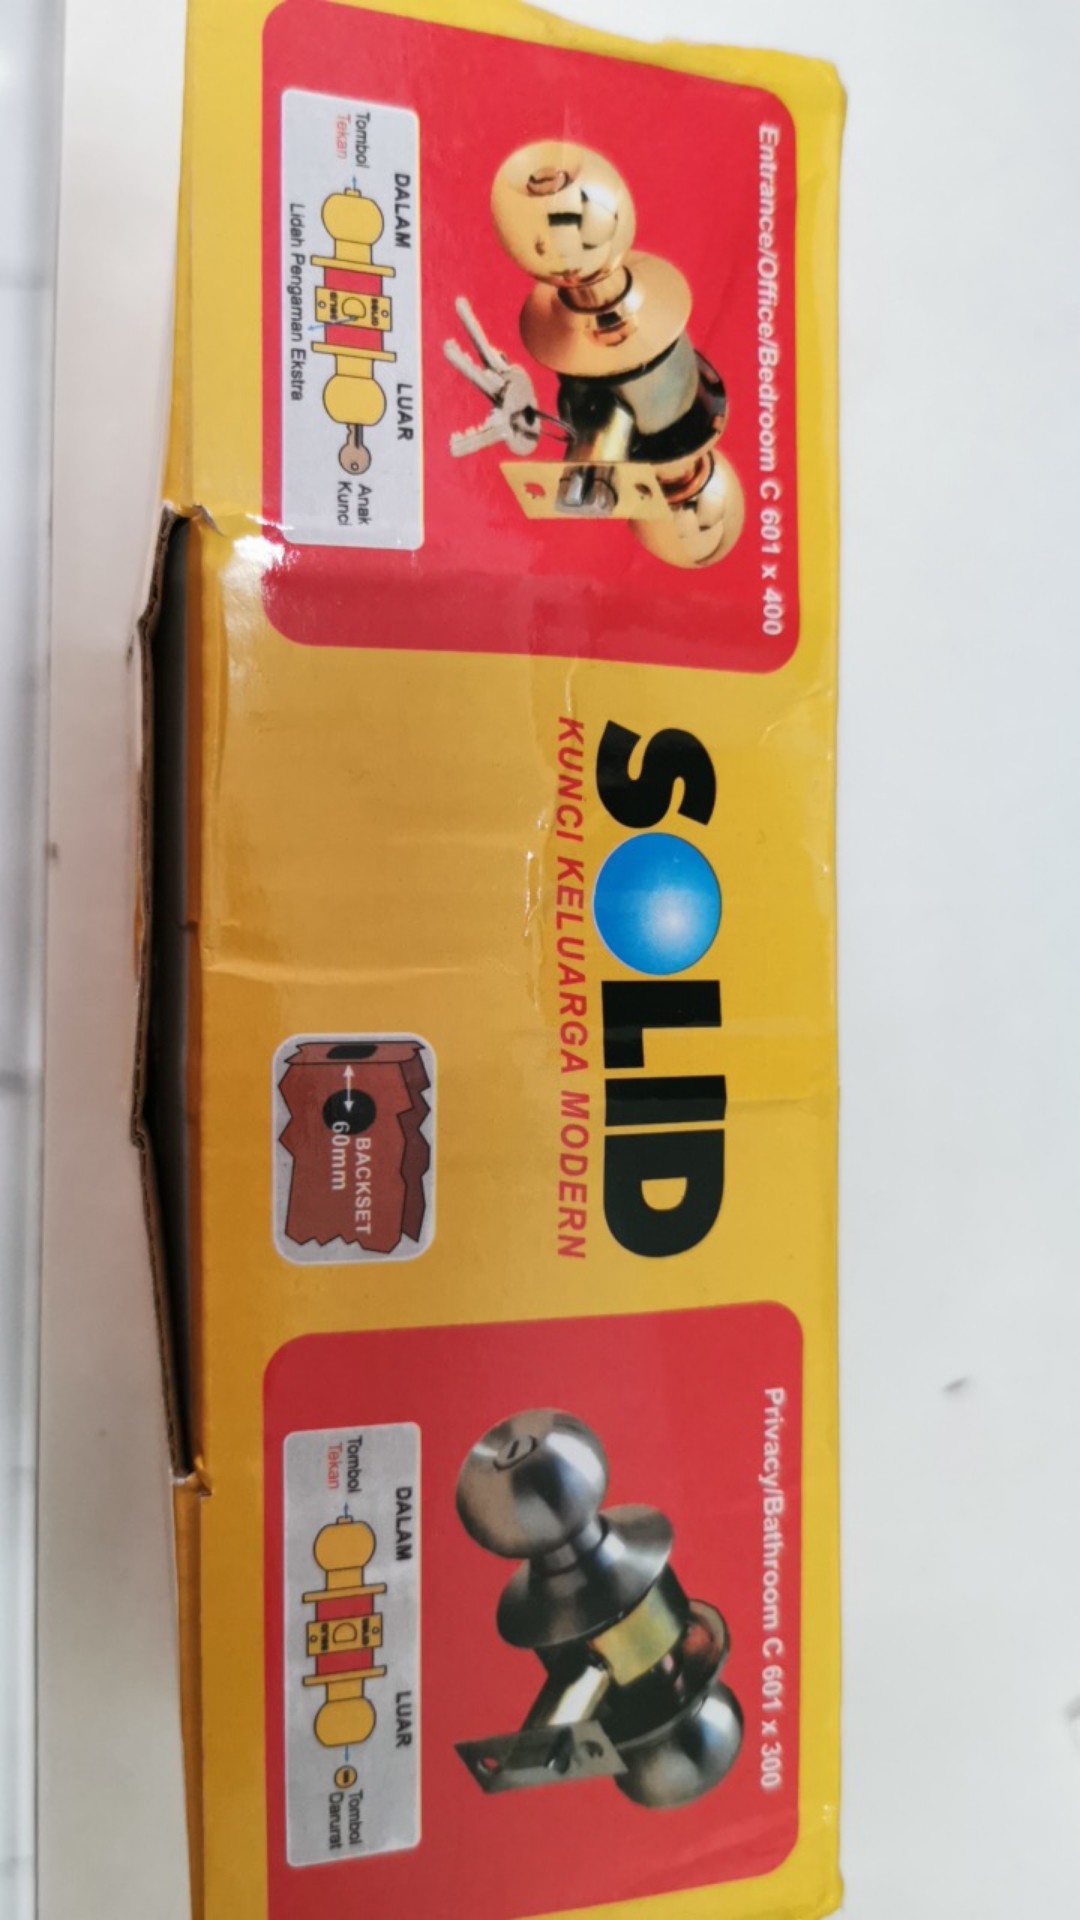 Entrance/Office/Bedroom C 601 x 400
DALAM
LUAR
Tombol
Tekan
Anak
Kunci
Lidah Pengaman Ekstra
SOLID
KUNCI KELUARGA MODERN
BACKSET
60mm
Privacy/Bathroom C 601 x 300
DALAM
LUAR
Tombol
Tekan
Tombol
Darurat